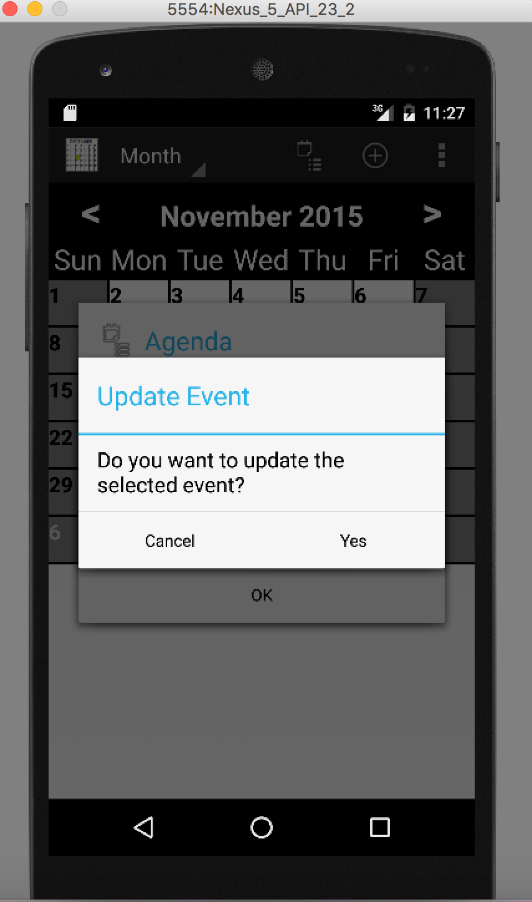 5554:Nexus_5_API_23_2
3G 11:27
Month
< November 2015 >
Sun Mon Tue Wed Thu Fri Sat
1 2 3 4 5 6 7
Agenda
8
Update Event
15
22
Do you want to update the
selected event?
29
6
Cancel Yes
OK